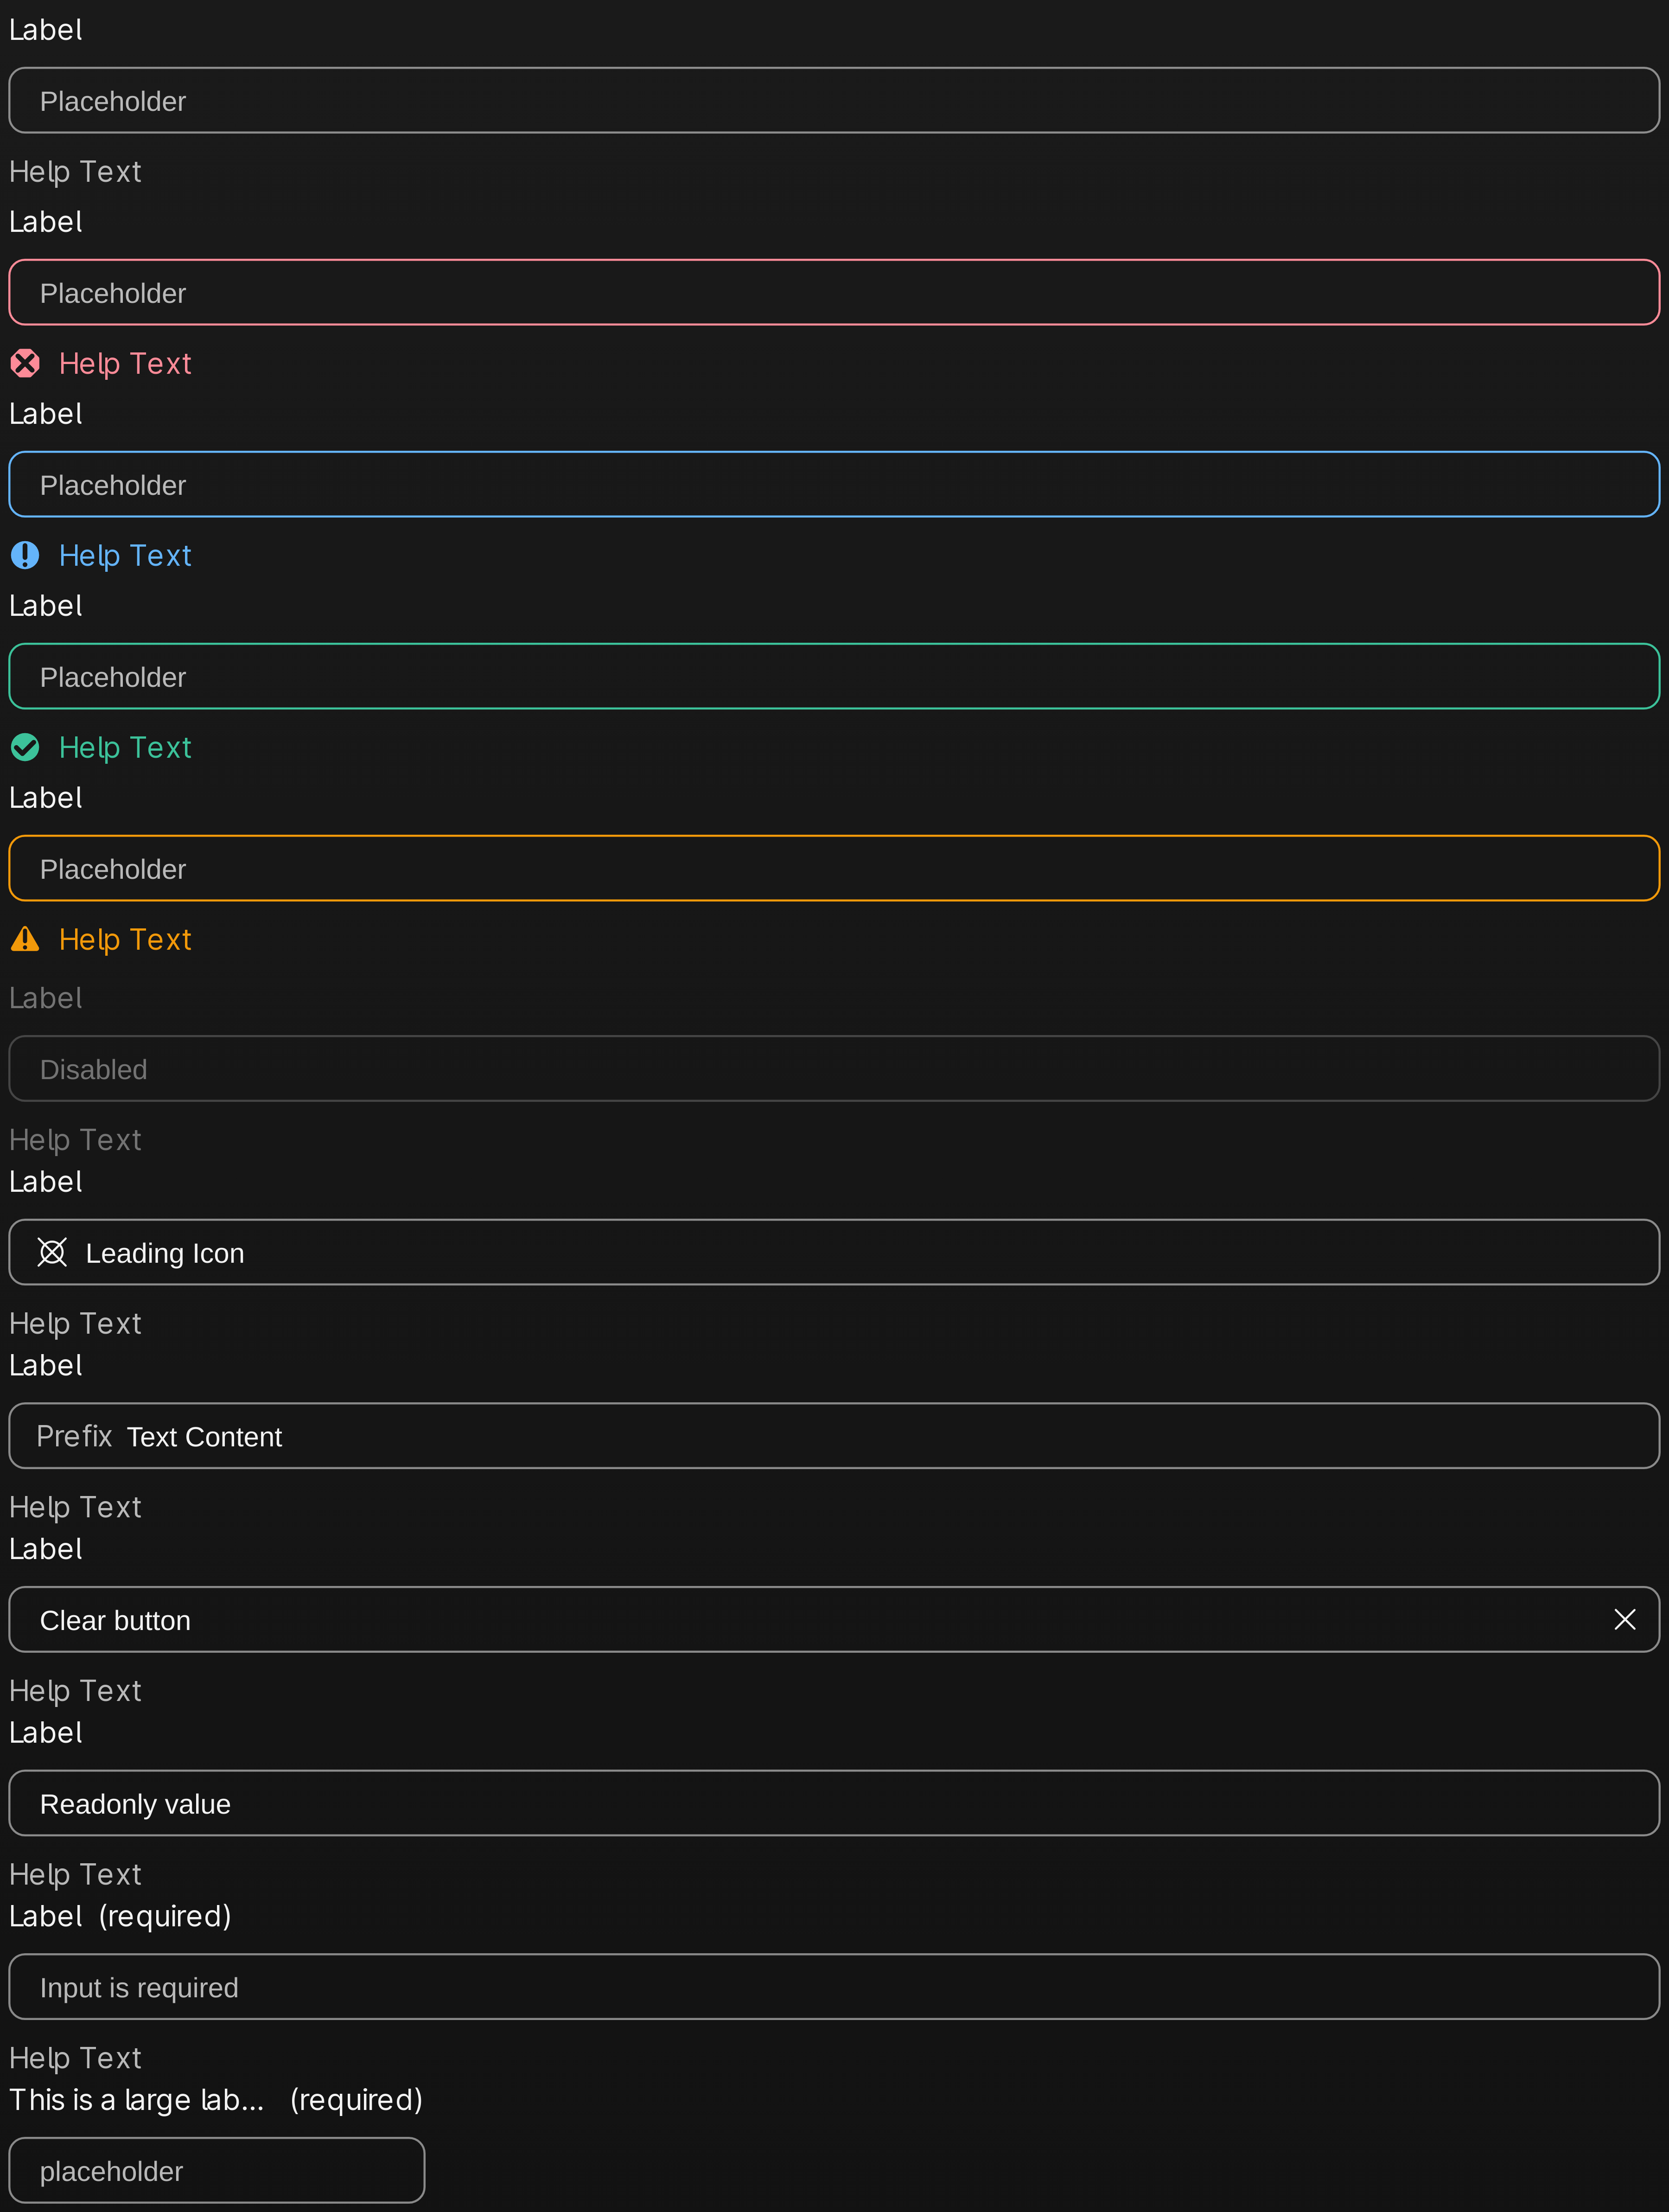 Label
Placeholder
Help Text
Label
Placeholder
Help Text
Label
Placeholder
Help Text
Label
Placeholder
Help Text
Label
Placeholder
Help Text
Label
Disabled
Help Text
Label
Leading Icon
Help Text
Label
Prefix Text Content
Help Text
Label
Clear button
Help Text
Label
Readonly value
Help Text
Label (required)
Input is required
Help Text
This is a large lab... (required)
placeholder